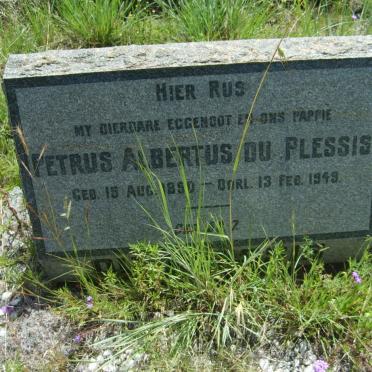 HIER RUS
MY DIERBARE EGGENOOT EN ONS PAPPIE
PETRUS ALBERTUS DU PLESSIS
GEB. 15 AUG. 1890 – OORL. 13 FEB. 1949.